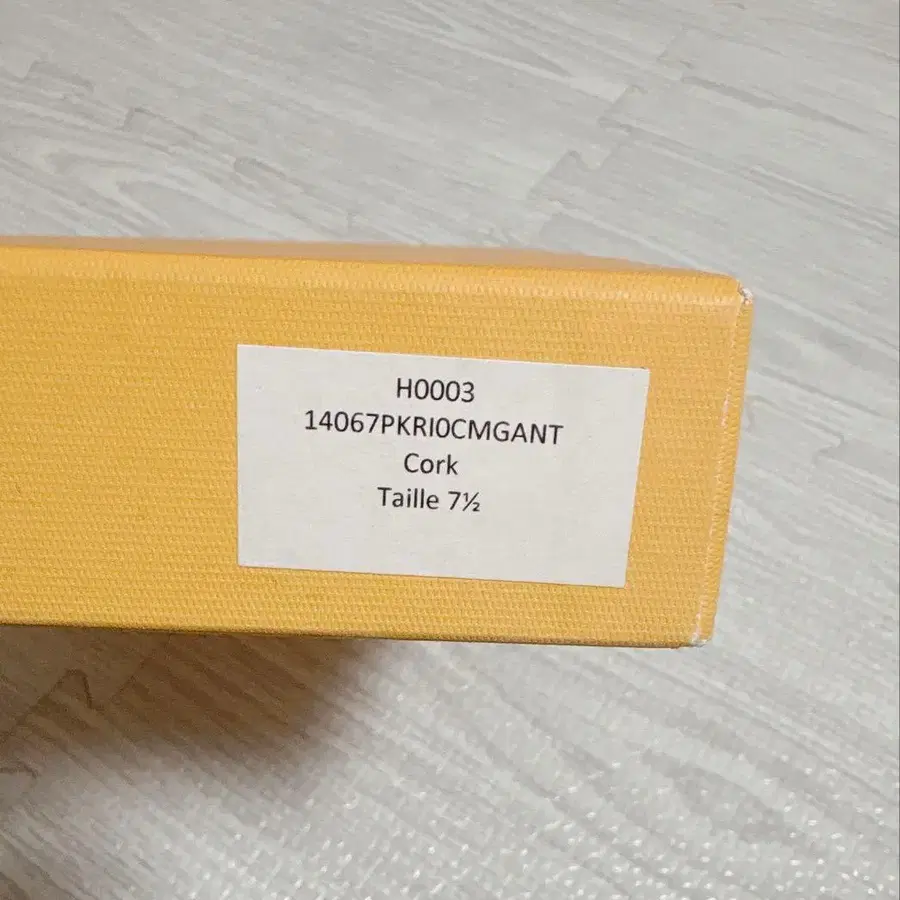 H0003
14067PKRI0CMGANT
Cork
Taille 7½